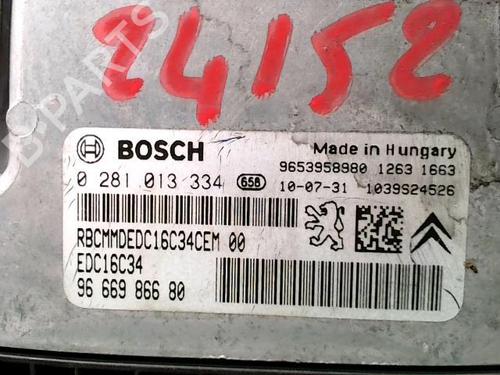 24152
BOSCH
Made in Hungary
9653958980 1263 1663
0 281 013 334 658
10-07-31 1039S24526
RBCMMDEDC16C34CEM 00
EDC16C34
96 669 866 80
B-PARTS